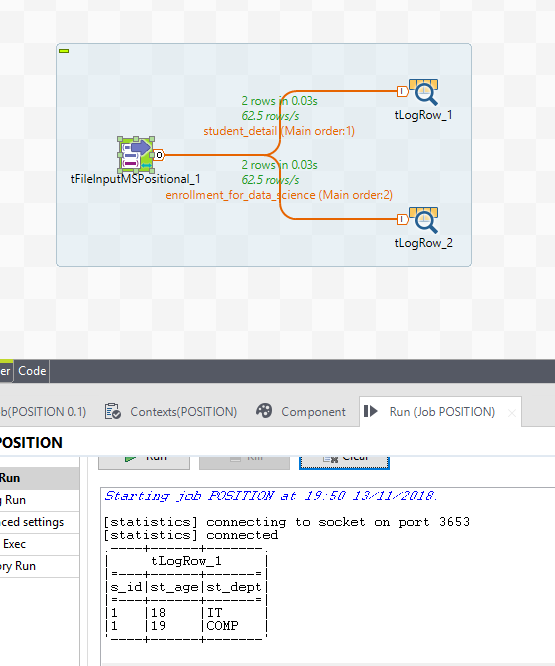 2 rows in 0.03s
62.5 rows/s
student_detail (Main order:1)
tLogRow_1
O
I
tFileInputMSPositional_1
2 rows in 0.03s
62.5 rows/s
enrollment_for_data_science (Main order:2)
I
tLogRow_2
er Code
b(POSITION 0.1) Contexts(POSITION) Component Run (Job POSITION)
POSITION
Run
Run Kill Clear
g Run
ced settings
Exec
ory Run
Starting job POSITION at 19:50 13/11/2018.
[statistics] connecting to socket on port 3653
[statistics] connected
.----+------+-------.
|     tLogRow_1     |
|=---+------+------=|
|s_id|st_age|st_dept|
|=---+------+------=|
|1   |18    |IT     |
|1   |19    |COMP   |
'----+------+-------'